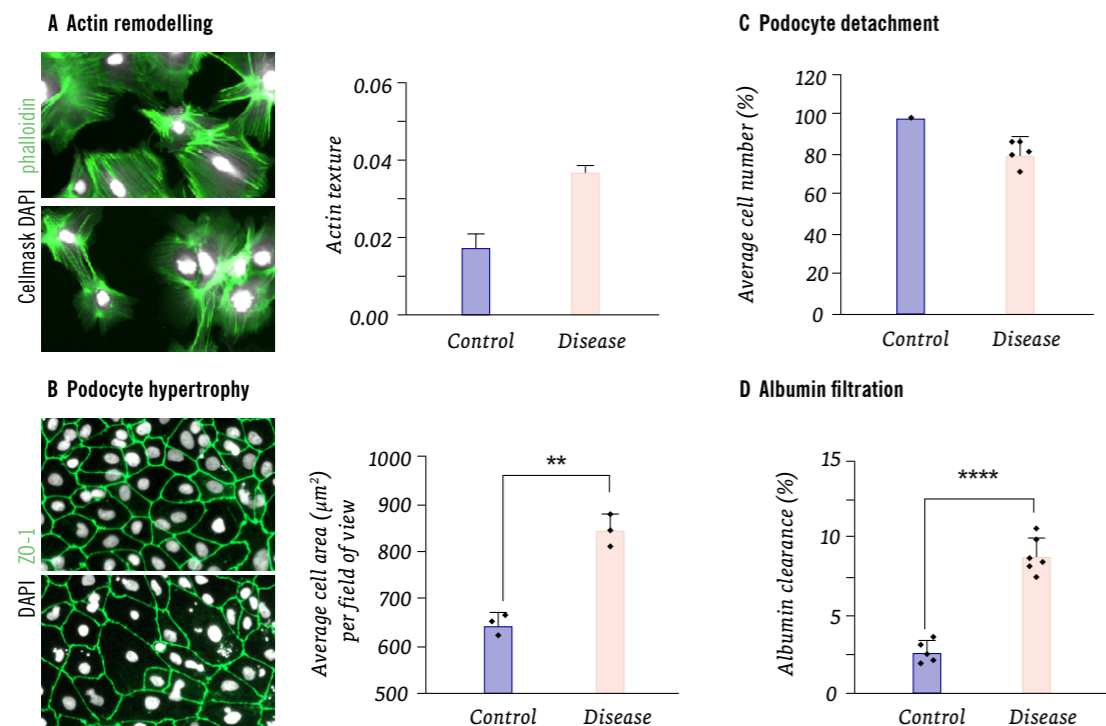 A Actin remodelling
Cellmask DAPI phalloidin
Actin texture
0.06
0.04
0.02
0.00
Control Disease
C Podocyte detachment
Average cell number (%)
120
100
80
60
40
20
0
Control Disease
B Podocyte hypertrophy
DAPI ZO-1
Average cell area (μm²)
per field of view
1000
900
800
700
600
500
**
Control Disease
D Albumin filtration
Albumin clearance (%)
15
10
5
0
****
Control Disease